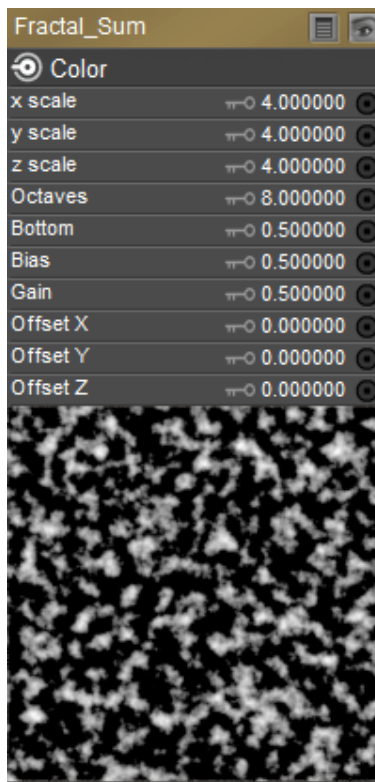 Fractal_Sum
Color
x scale 4.000000
y scale 4.000000
z scale 4.000000
Octaves 8.000000
Bottom 0.500000
Bias 0.500000
Gain 0.500000
Offset X 0.000000
Offset Y 0.000000
Offset Z 0.000000